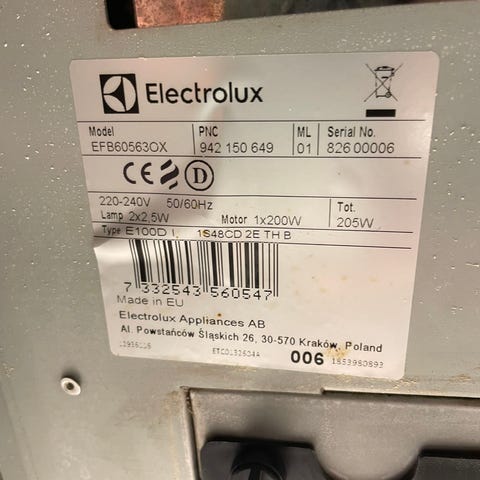 Electrolux
Model PNC ML Serial No.
EFB60563OX 942 150 649 01 826 00006
CE D
220-240V 50/60Hz Tot.
Lamp 2x2,5W Motor 1x200W 205W
Type E100D 1S48CD 2E TH B
7 332543 560547
Made in EU
Electrolux Appliances AB
Al. Powstańców Śląskich 26, 30-570 Kraków, Poland
006